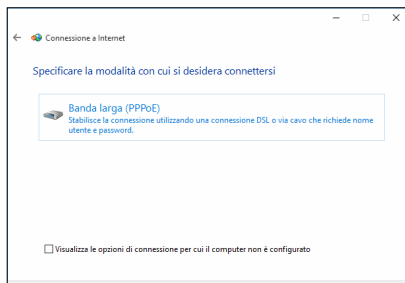 Connessione a Internet
Specificare la modalità con cui si desidera connettersi
Banda larga (PPPoE)
Stabilisce la connessione utilizzando una connessione DSL o via cavo che richiede nome
utente e password.
Visualizza le opzioni di connessione per cui il computer non è configurato